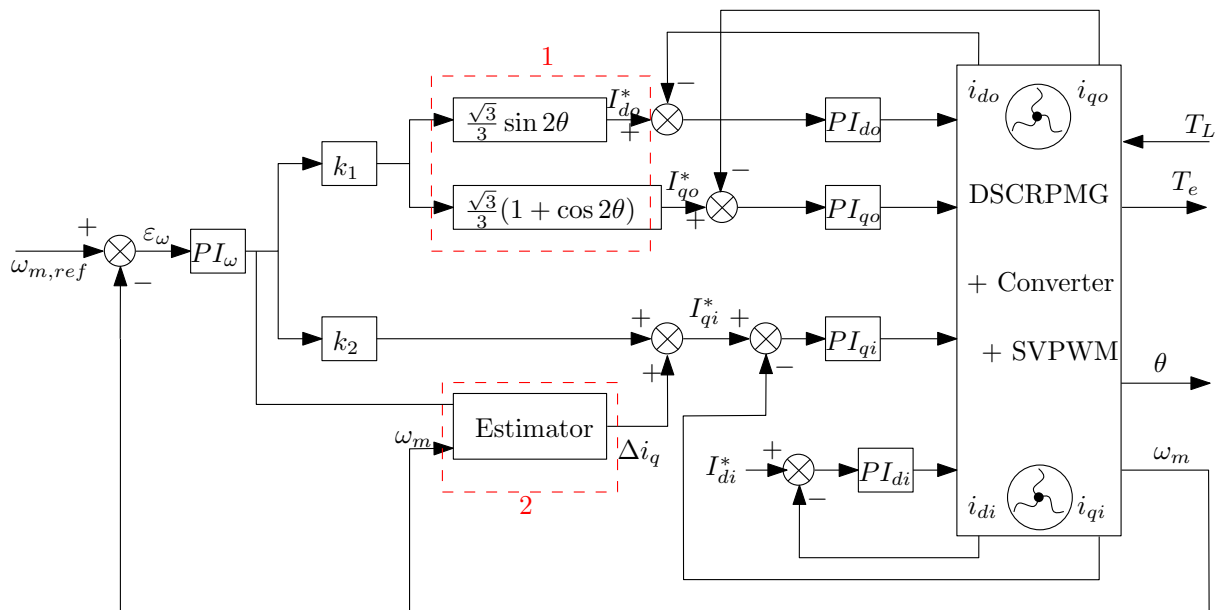 1
−
−
I*do
+
√3/3 sin 2θ
PIdo
ido
iqo
TL
k1
I*qo
+
√3/3 (1 + cos 2θ)
PIqo
DSCRPMG
Te
+
ωm,ref
−
εω
PIω
+ Converter
k2
+
+
I*qi
+
−
PIqi
+ SVPWM
θ
Estimator
ωm
Δiq
2
I*di
+
−
PIdi
ωm
idi
iqi